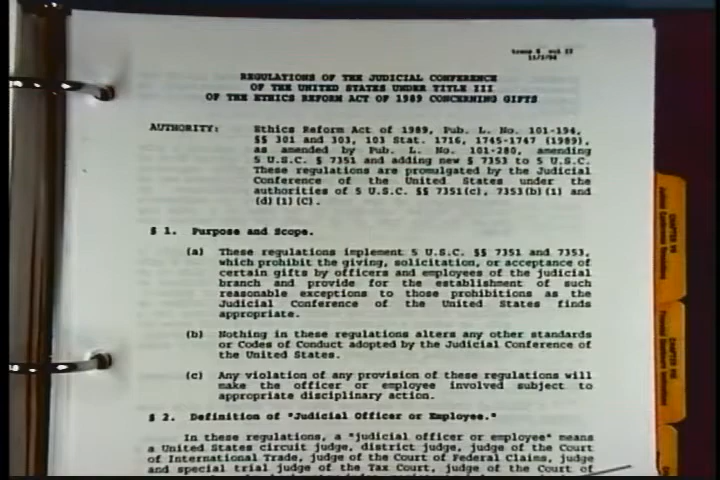 REGULATIONS OF THE JUDICIAL CONFERENCE
OF THE UNITED STATES UNDER TITLE III
OF THE ETHICS REFORM ACT OF 1989 CONCERNING GIFTS
AUTHORITY: Ethics Reform Act of 1989, Pub. L. No. 101-194,
§§ 301 and 303, 103 Stat. 1716, 1745-1747 (1989),
as amended by Pub. L. No. 101-280, amending
5 U.S.C. § 7351 and adding new § 7353 to 5 U.S.C.
These regulations are promulgated by the Judicial
Conference of the United States under the
authorities of 5 U.S.C. §§ 7351(c), 7353(b)(1) and
(d)(1)(C).
§ 1. Purpose and Scope.
(a) These regulations implement 5 U.S.C. §§ 7351 and 7353,
which prohibit the giving, solicitation, or acceptance of
certain gifts by officers and employees of the judicial
branch and provide for the establishment of such
reasonable exceptions to those prohibitions as the
Judicial Conference of the United States finds
appropriate.
(b) Nothing in these regulations alters any other standards
or Codes of Conduct adopted by the Judicial Conference of
the United States.
(c) Any violation of any provision of these regulations will
make the officer or employee involved subject to
appropriate disciplinary action.
§ 2. Definition of "Judicial Officer or Employee."
In these regulations, a "judicial officer or employee" means
a United States circuit judge, district judge, judge of the Court
of International Trade, judge of the Court of Federal Claims, judge
and special trial judge of the Tax Court, judge of the Court of
CHAPTER
CHAPTER